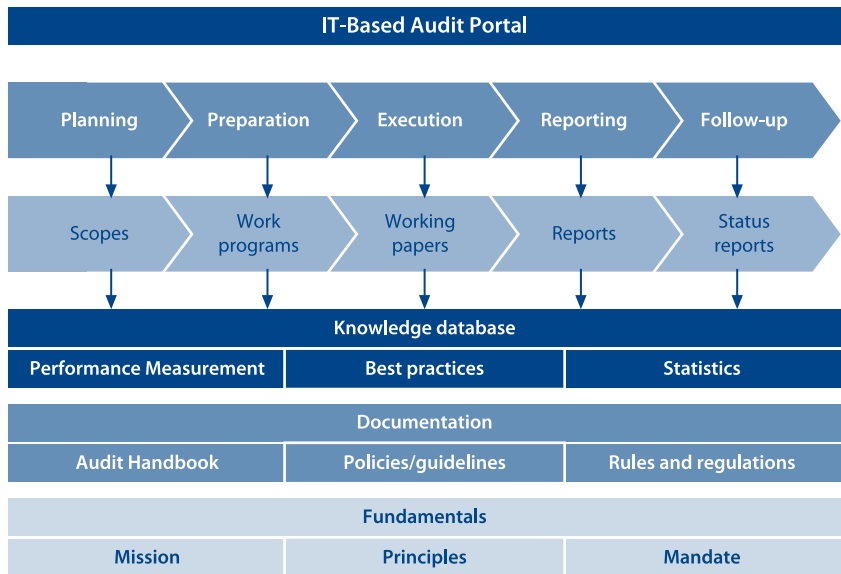 IT-Based Audit Portal
Planning
Preparation
Execution
Reporting
Follow-up
Scopes
Work
programs
Working
papers
Reports
Status
reports
Knowledge database
Performance Measurement
Best practices
Statistics
Documentation
Audit Handbook
Policies/guidelines
Rules and regulations
Fundamentals
Mission
Principles
Mandate